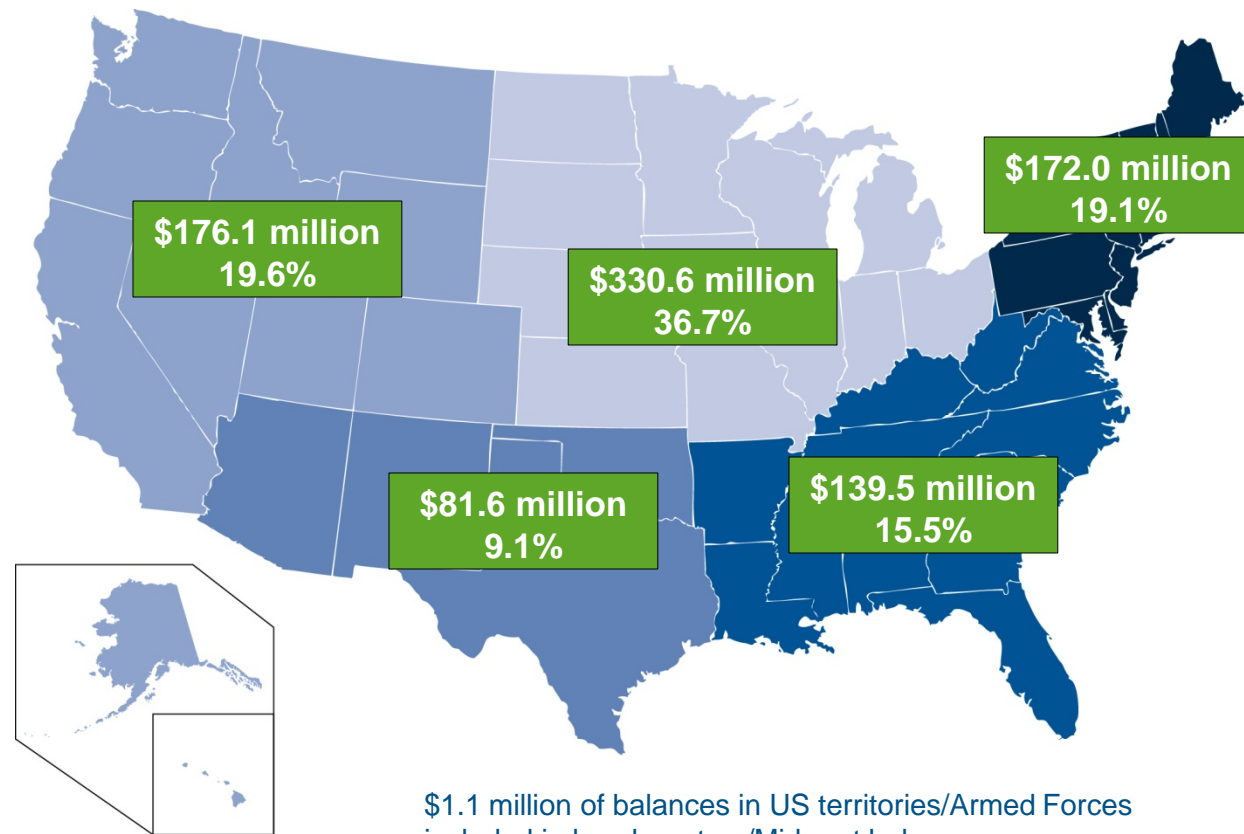 $172.0 million
19.1%
$176.1 million
19.6%
$330.6 million
36.7%
$81.6 million
9.1%
$139.5 million
15.5%
$1.1 million of balances in US territories/Armed Forces